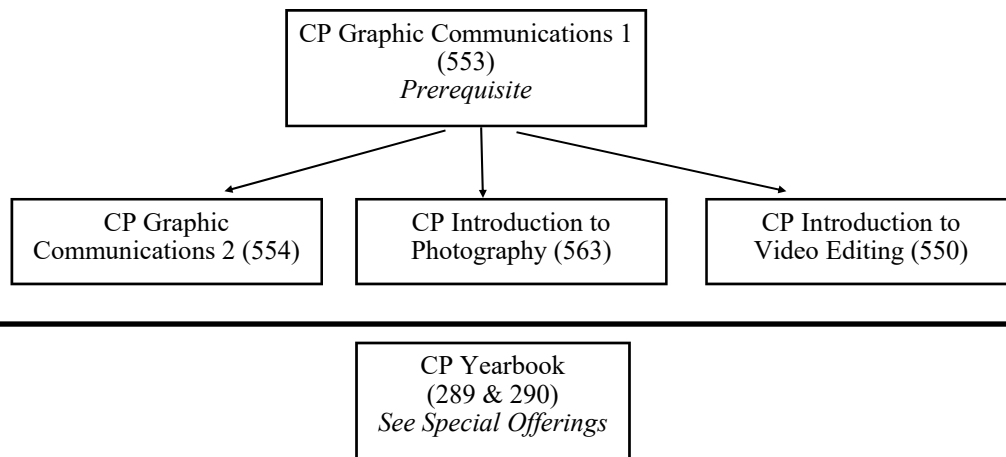 CP Graphic Communications 1
(553)
Prerequisite
CP Graphic
Communications 2 (554)
CP Introduction to
Photography (563)
CP Introduction to
Video Editing (550)
CP Yearbook
(289 & 290)
See Special Offerings